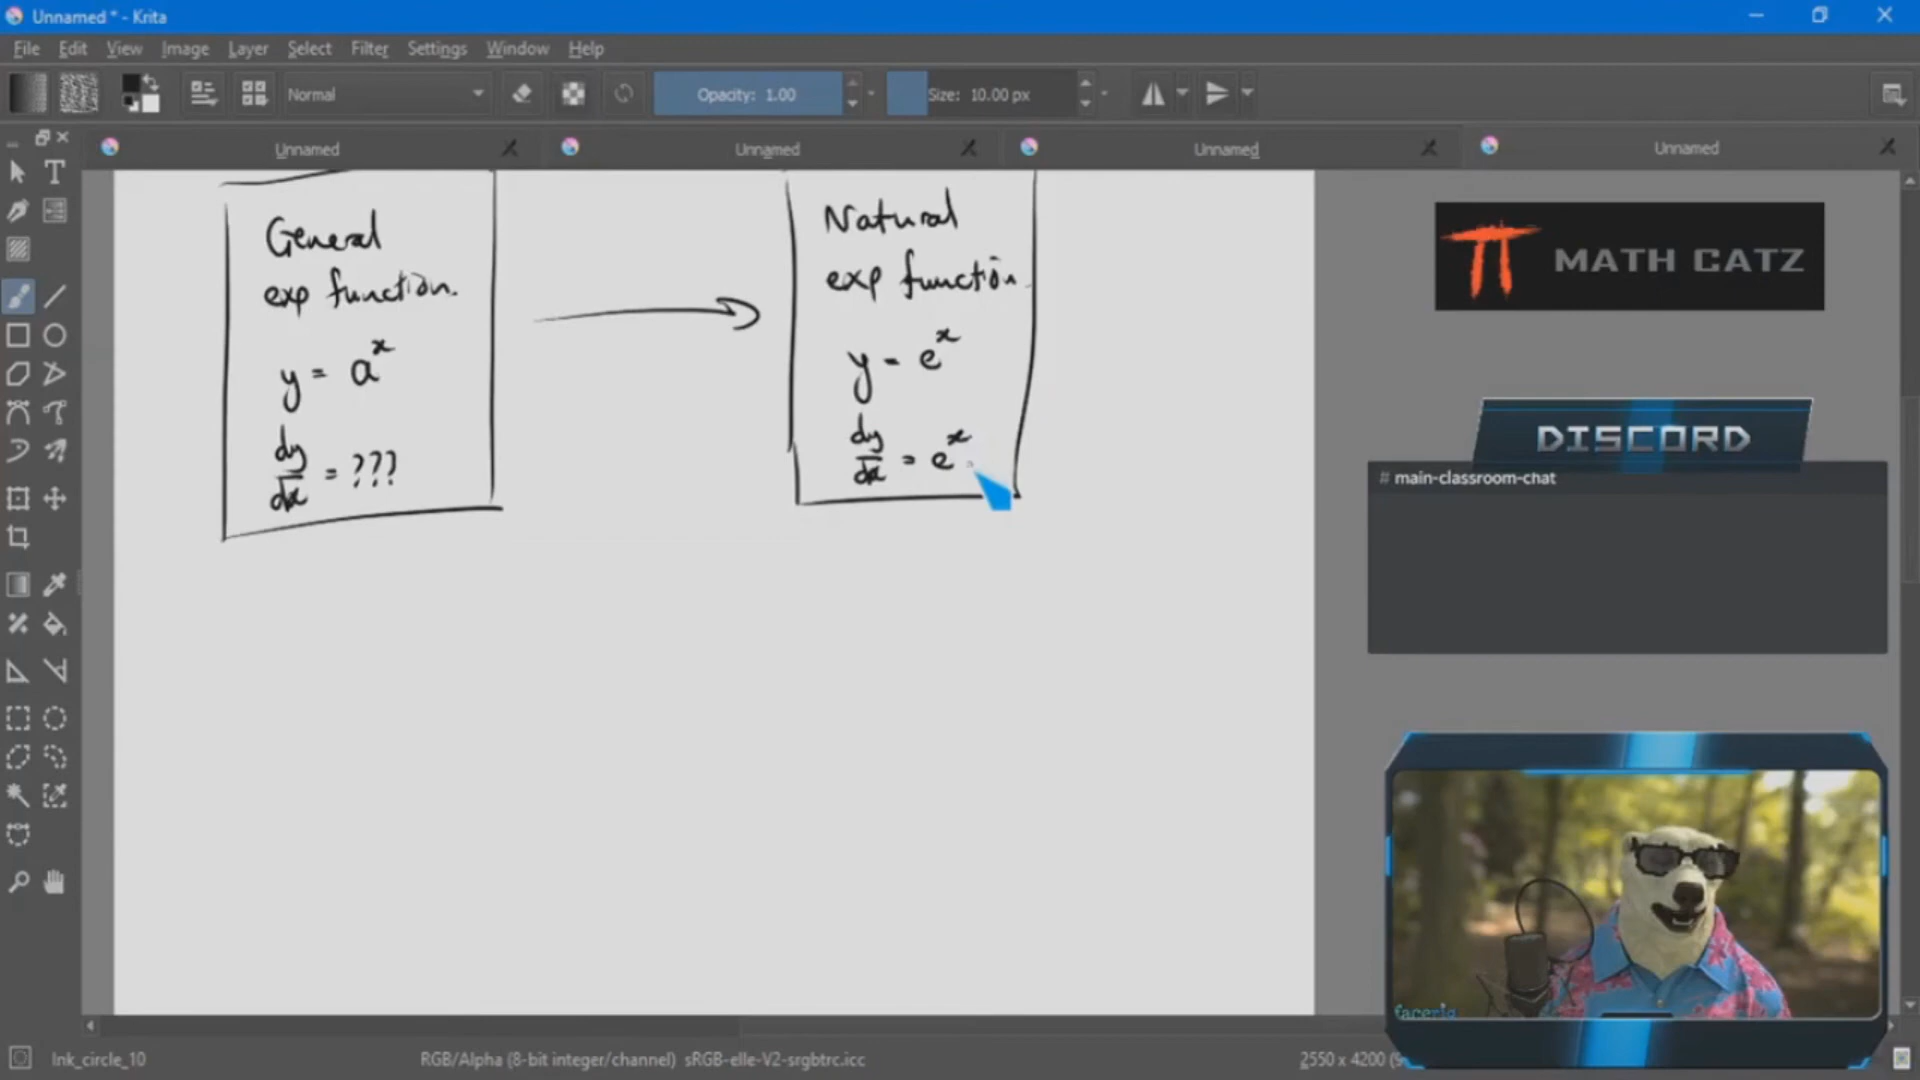 Unnamed * - Krita
File Edit View Image Layer Select Filter Settings Window Help
Normal
Opacity: 1.00
Size: 10.00 px
Unnamed
Unnamed
Unnamed
Unnamed
General
exp function.
y = a^x
dy/dx = ???
Natural
exp function.
y = e^x
dy/dx = e^x
π MATH CATZ
DISCORD
# main-classroom-chat
facerig
Ink_circle_10
RGB/Alpha (8-bit integer/channel) sRGB-elle-V2-srgbtrc.icc
2550 x 4200 (9